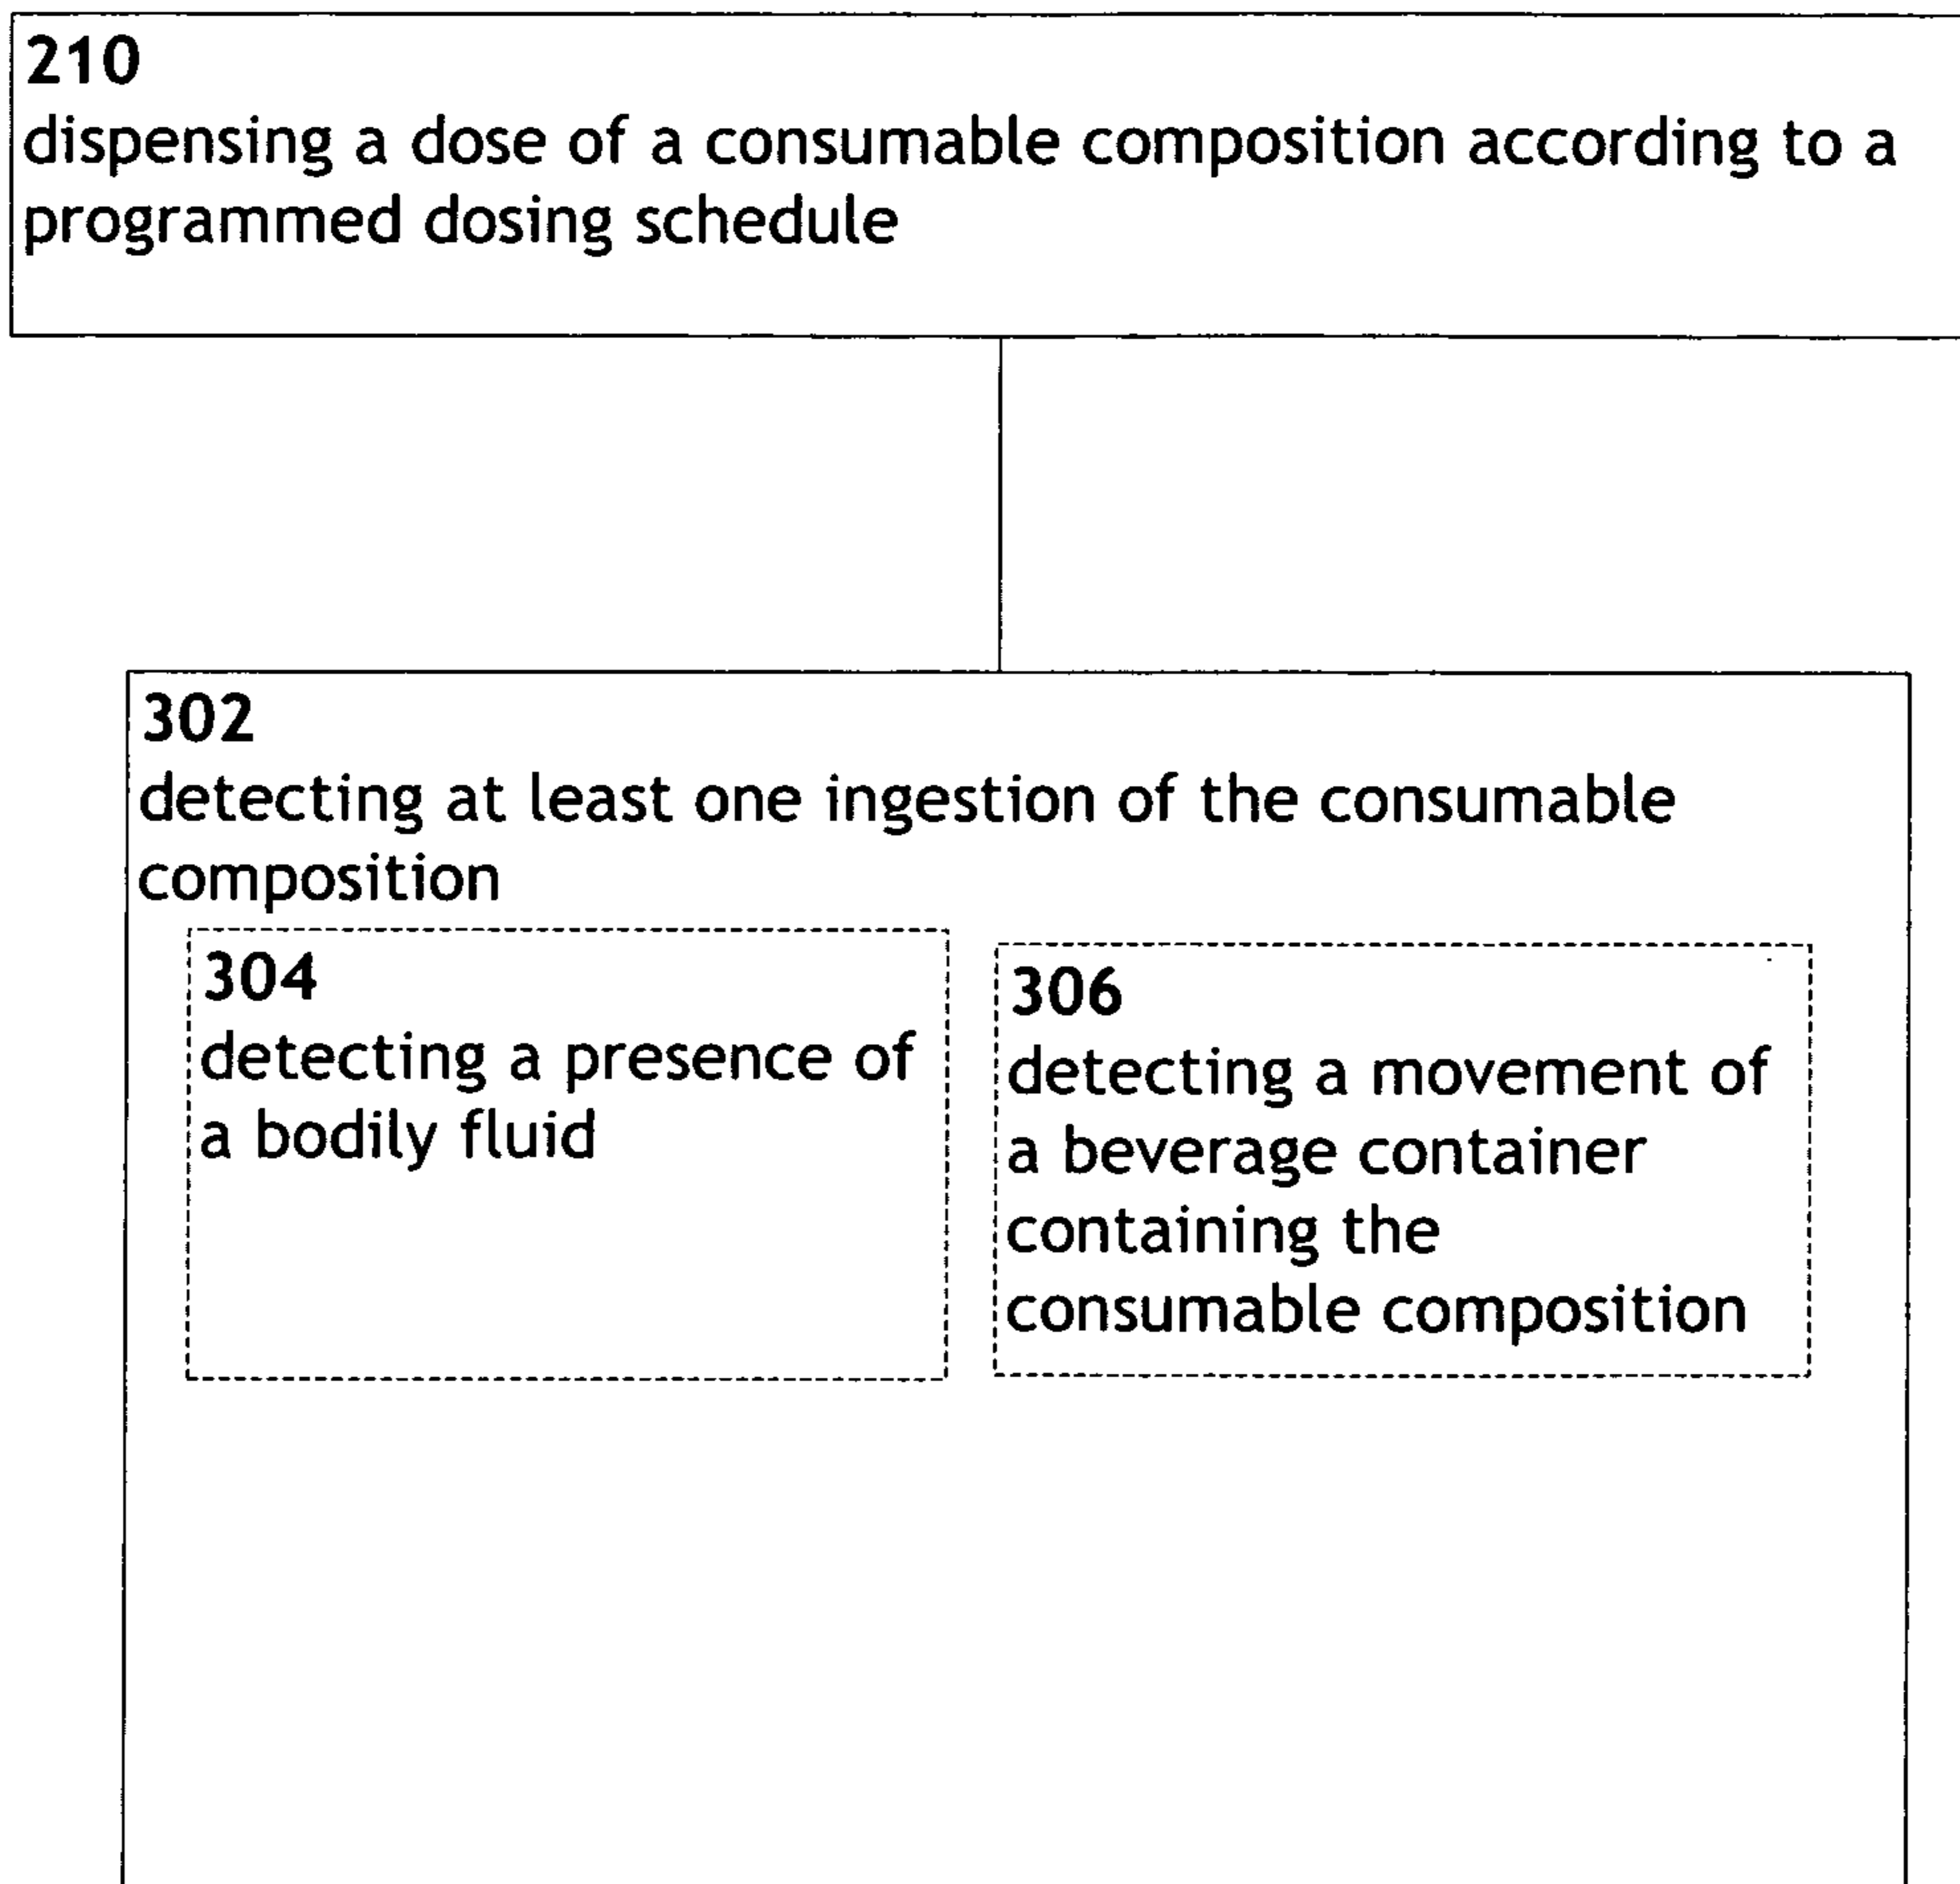 210
dispensing a dose of a consumable composition according to a
programmed dosing schedule
302
detecting at least one ingestion of the consumable
composition
304
detecting a presence of
a bodily fluid
306
detecting a movement of
a beverage container
containing the
consumable composition